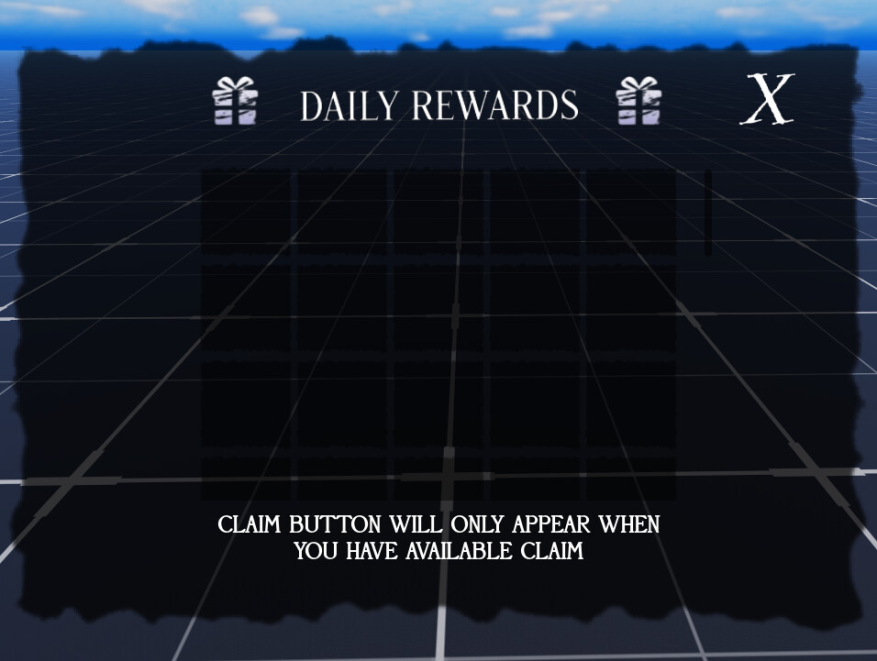 DAILY REWARDS
X
CLAIM BUTTON WILL ONLY APPEAR WHEN
YOU HAVE AVAILABLE CLAIM